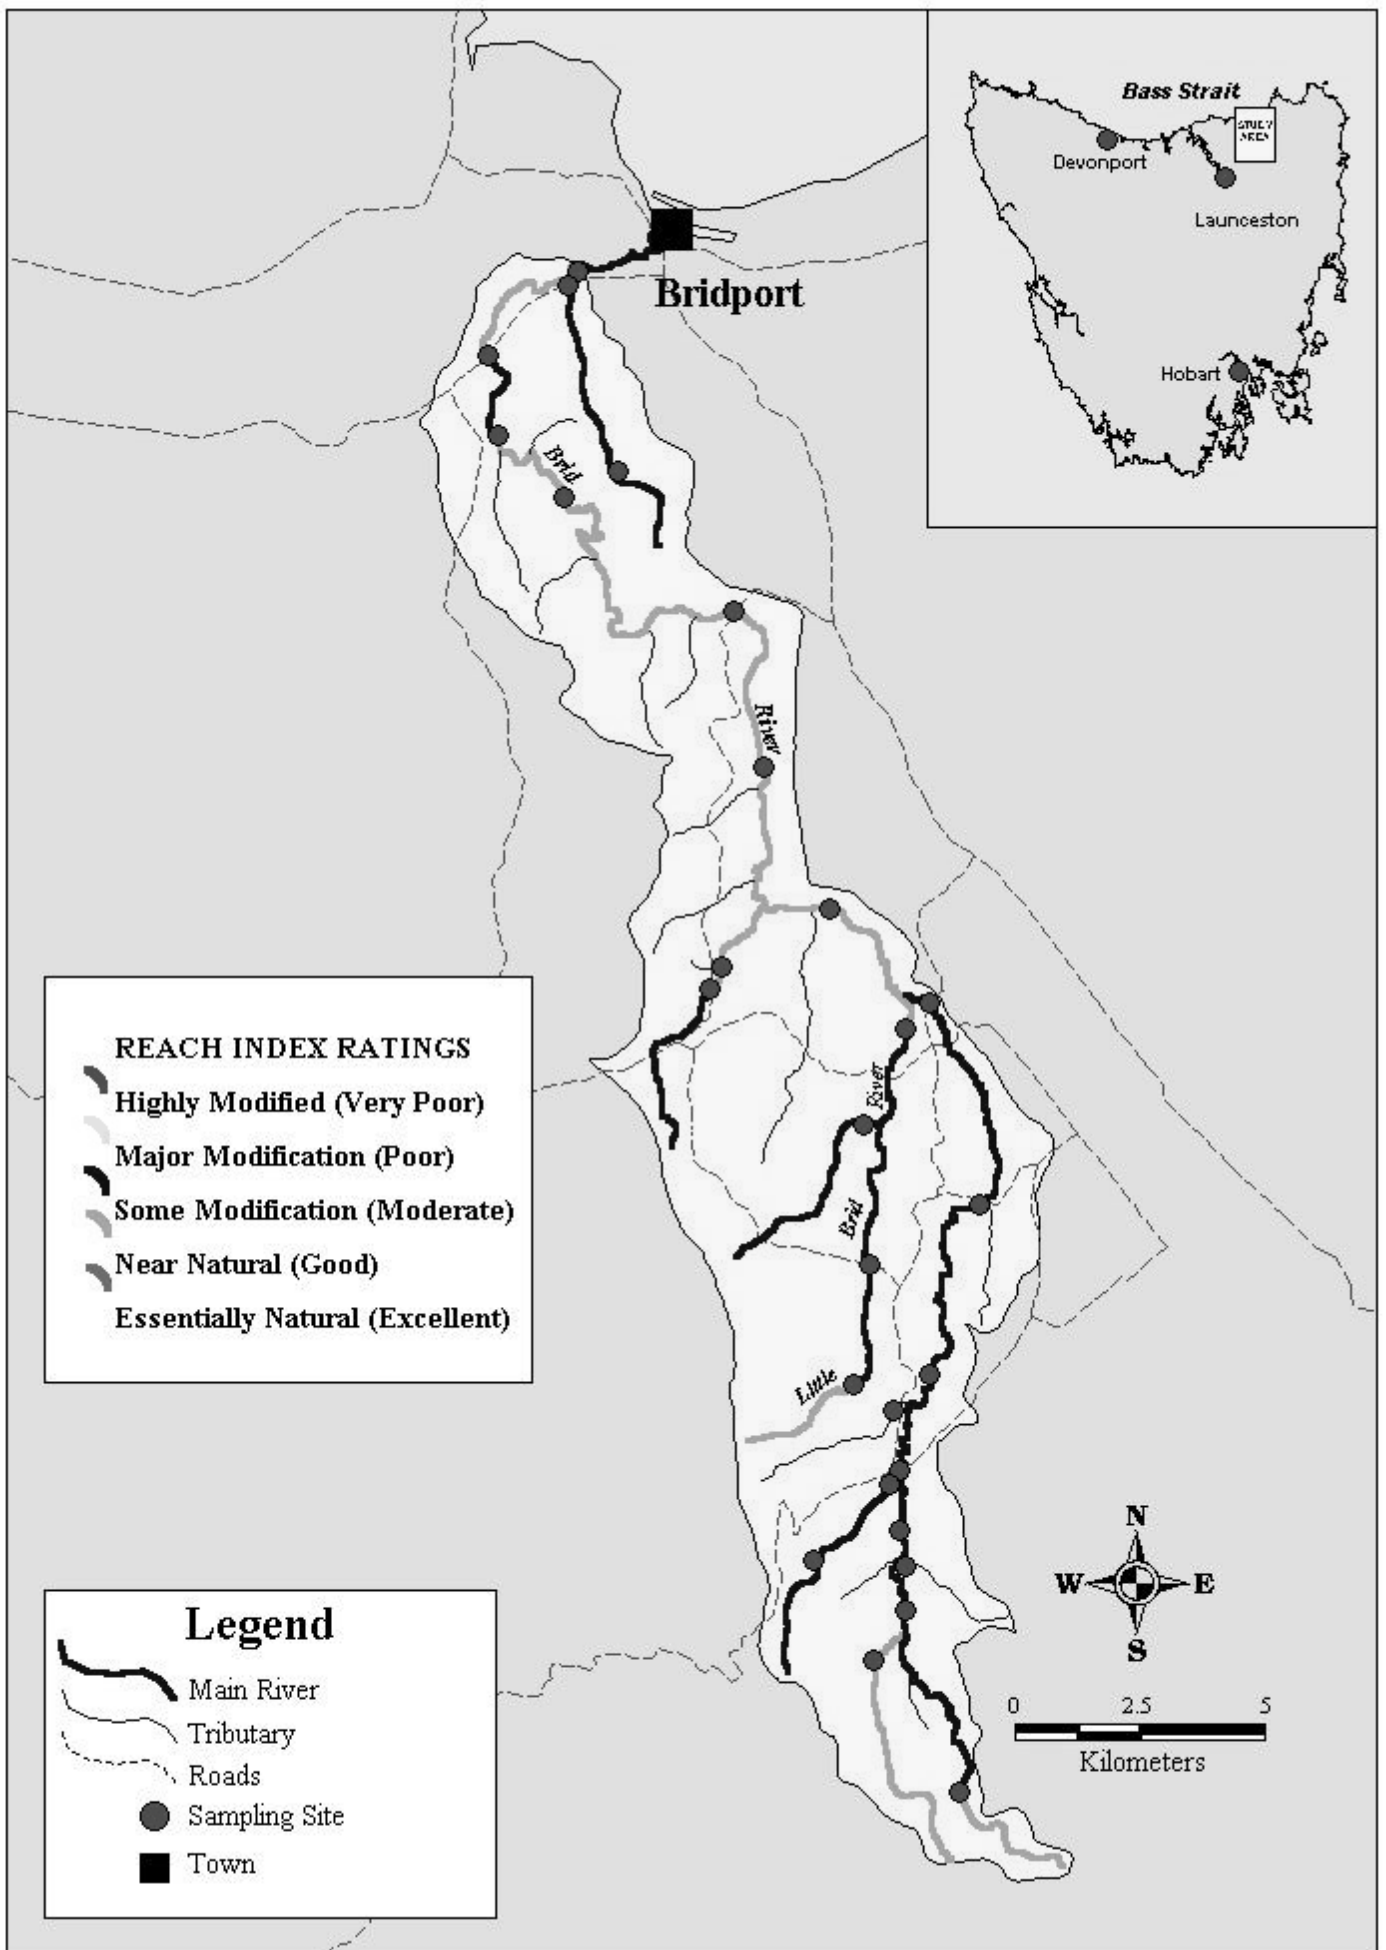 Bass Strait
STUDY
AREA
Devonport
Launceston
Hobart
Bridport
Brid
River
River
Brid
Little
REACH INDEX RATINGS
Highly Modified (Very Poor)
Major Modification (Poor)
Some Modification (Moderate)
Near Natural (Good)
Essentially Natural (Excellent)
N
W E
S
0 2.5 5
Kilometers
Legend
Main River
Tributary
Roads
Sampling Site
Town